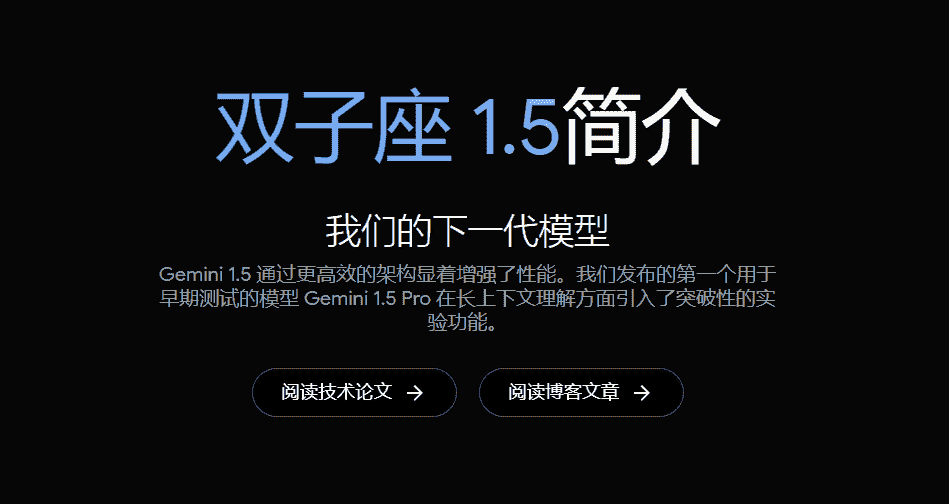 双子座 1.5简介
我们的下一代模型
Gemini 1.5 通过更高效的架构显着增强了性能。我们发布的第一个用于
早期测试的模型 Gemini 1.5 Pro 在长上下文理解方面引入了突破性的实
验功能。
阅读技术论文 →
阅读博客文章 →